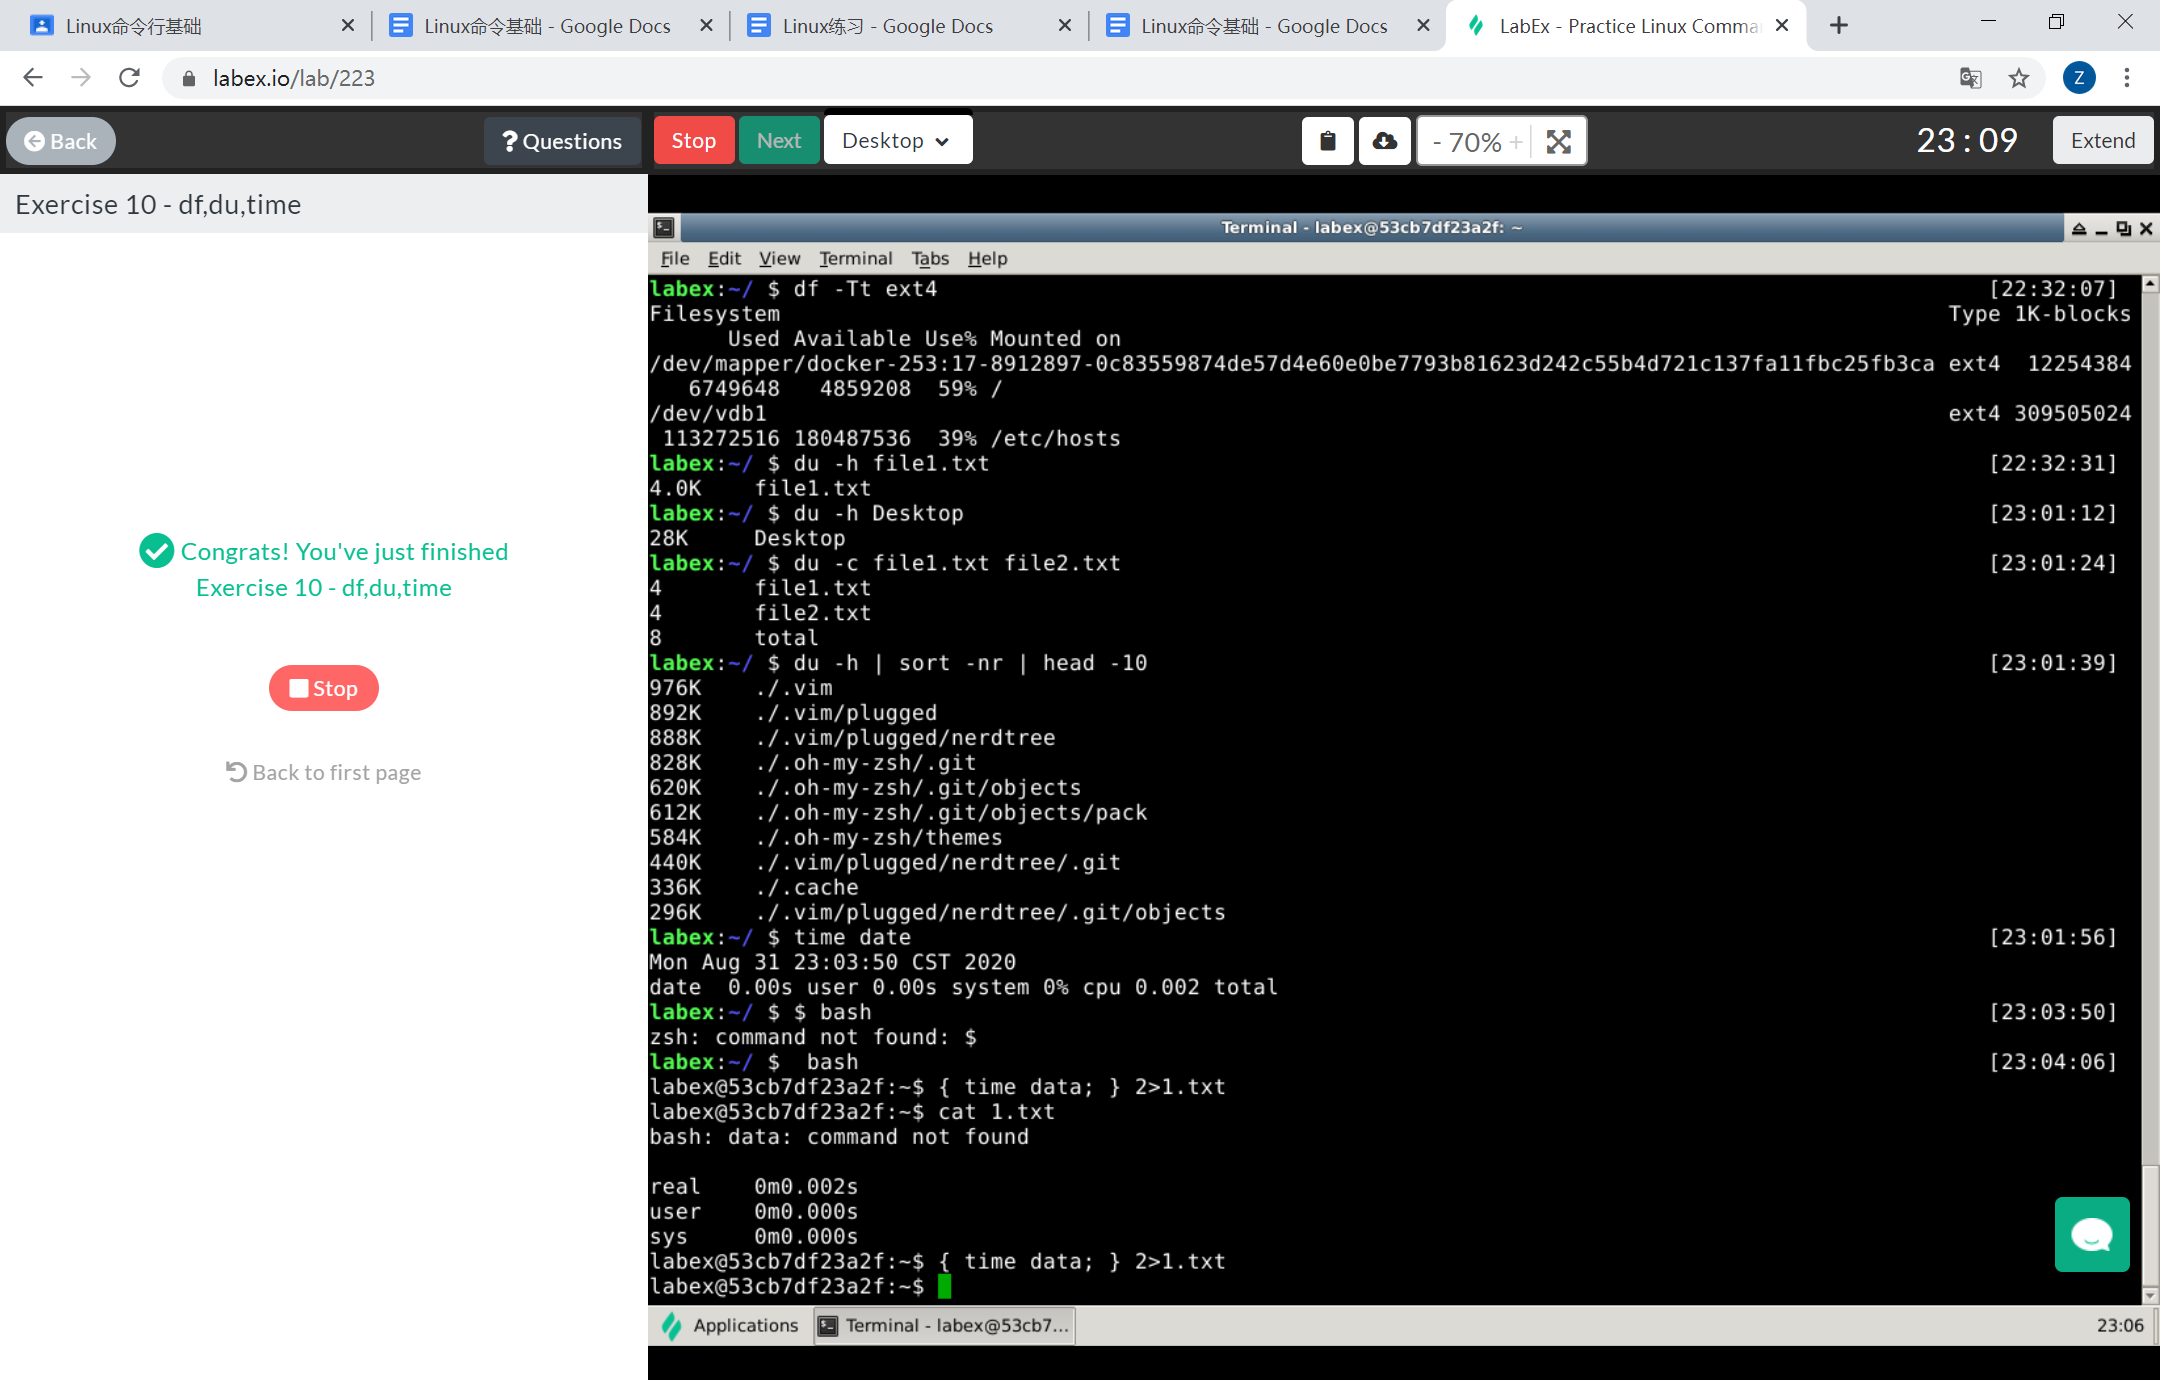 Linux命令行基础
Linux命令基础 - Google Docs
Linux练习 - Google Docs
Linux命令基础 - Google Docs
LabEx - Practice Linux Comma
labex.io/lab/223
Z
Back
? Questions
Stop
Next
Desktop
- 70% +
23 : 09
Extend
Exercise 10 - df,du,time
Congrats! You've just finished
Exercise 10 - df,du,time
Stop
Back to first page
Terminal - labex@53cb7df23a2f: ~
File Edit View Terminal Tabs Help
labex:~/ $ df -Tt ext4 [22:32:07]
Filesystem Type 1K-blocks
Used Available Use% Mounted on
/dev/mapper/docker-253:17-8912897-0c83559874de57d4e60e0be7793b81623d242c55b4d721c137fa11fbc25fb3ca ext4 12254384
6749648 4859208 59% /
/dev/vdb1 ext4 309505024
113272516 180487536 39% /etc/hosts
labex:~/ $ du -h file1.txt [22:32:31]
4.0K file1.txt
labex:~/ $ du -h Desktop [23:01:12]
28K Desktop
labex:~/ $ du -c file1.txt file2.txt [23:01:24]
4 file1.txt
4 file2.txt
8 total
labex:~/ $ du -h | sort -nr | head -10 [23:01:39]
976K ./.vim
892K ./.vim/plugged
888K ./.vim/plugged/nerdtree
828K ./.oh-my-zsh/.git
620K ./.oh-my-zsh/.git/objects
612K ./.oh-my-zsh/.git/objects/pack
584K ./.oh-my-zsh/themes
440K ./.vim/plugged/nerdtree/.git
336K ./.cache
296K ./.vim/plugged/nerdtree/.git/objects
labex:~/ $ time date [23:01:56]
Mon Aug 31 23:03:50 CST 2020
date 0.00s user 0.00s system 0% cpu 0.002 total
labex:~/ $ $ bash [23:03:50]
zsh: command not found: $
labex:~/ $ bash [23:04:06]
labex@53cb7df23a2f:~$ { time data; } 2>1.txt
labex@53cb7df23a2f:~$ cat 1.txt
bash: data: command not found
real 0m0.002s
user 0m0.000s
sys 0m0.000s
labex@53cb7df23a2f:~$ { time data; } 2>1.txt
labex@53cb7df23a2f:~$
Applications
Terminal - labex@53cb7...
23:06